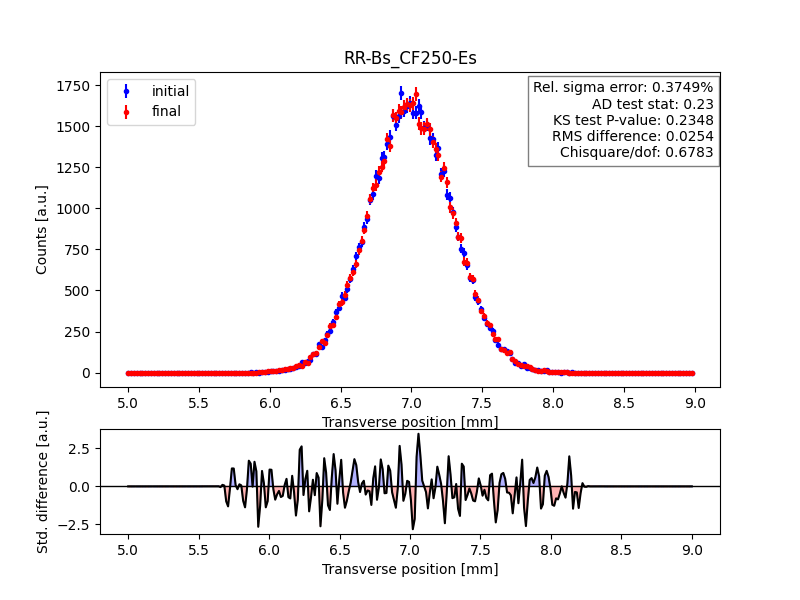 RR-Bs_CF250-Es
initial
final
Rel. sigma error: 0.3749%
AD test stat: 0.23
KS test P-value: 0.2348
RMS difference: 0.0254
Chisquare/dof: 0.6783
Counts [a.u.]
1750
1500
1250
1000
750
500
250
0
5.0 5.5 6.0 6.5 7.0 7.5 8.0 8.5 9.0
Transverse position [mm]
Std. difference [a.u.]
2.5
0.0
−2.5
5.0 5.5 6.0 6.5 7.0 7.5 8.0 8.5 9.0
Transverse position [mm]